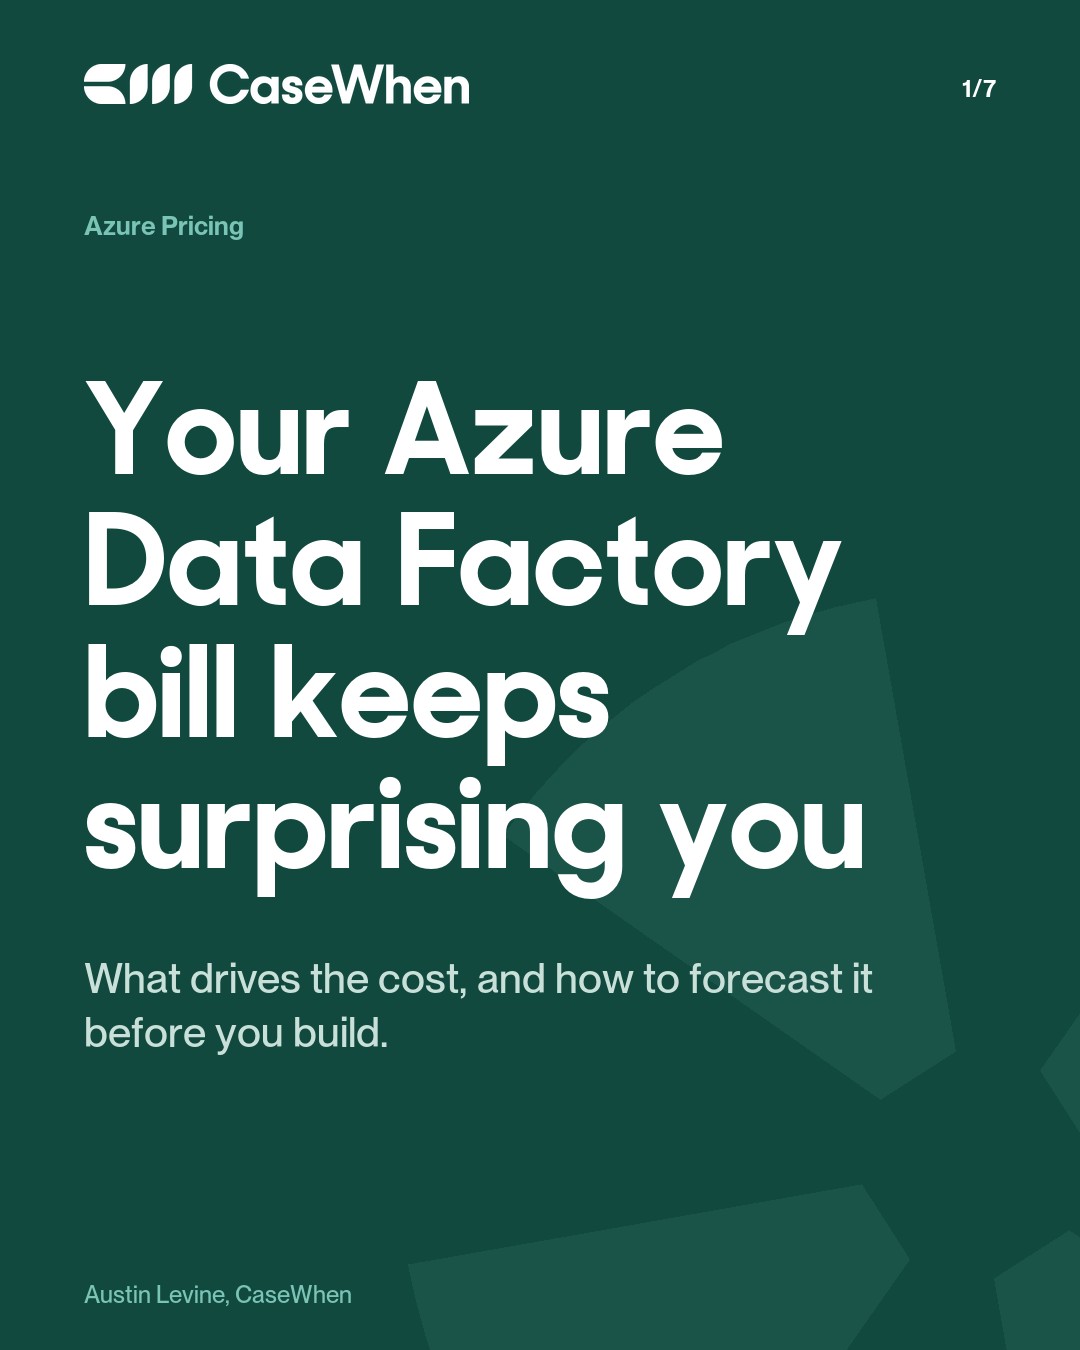 CaseWhen
1/7
Azure Pricing
Your Azure
Data Factory
bill keeps
surprising you
What drives the cost, and how to forecast it
before you build.
Austin Levine, CaseWhen